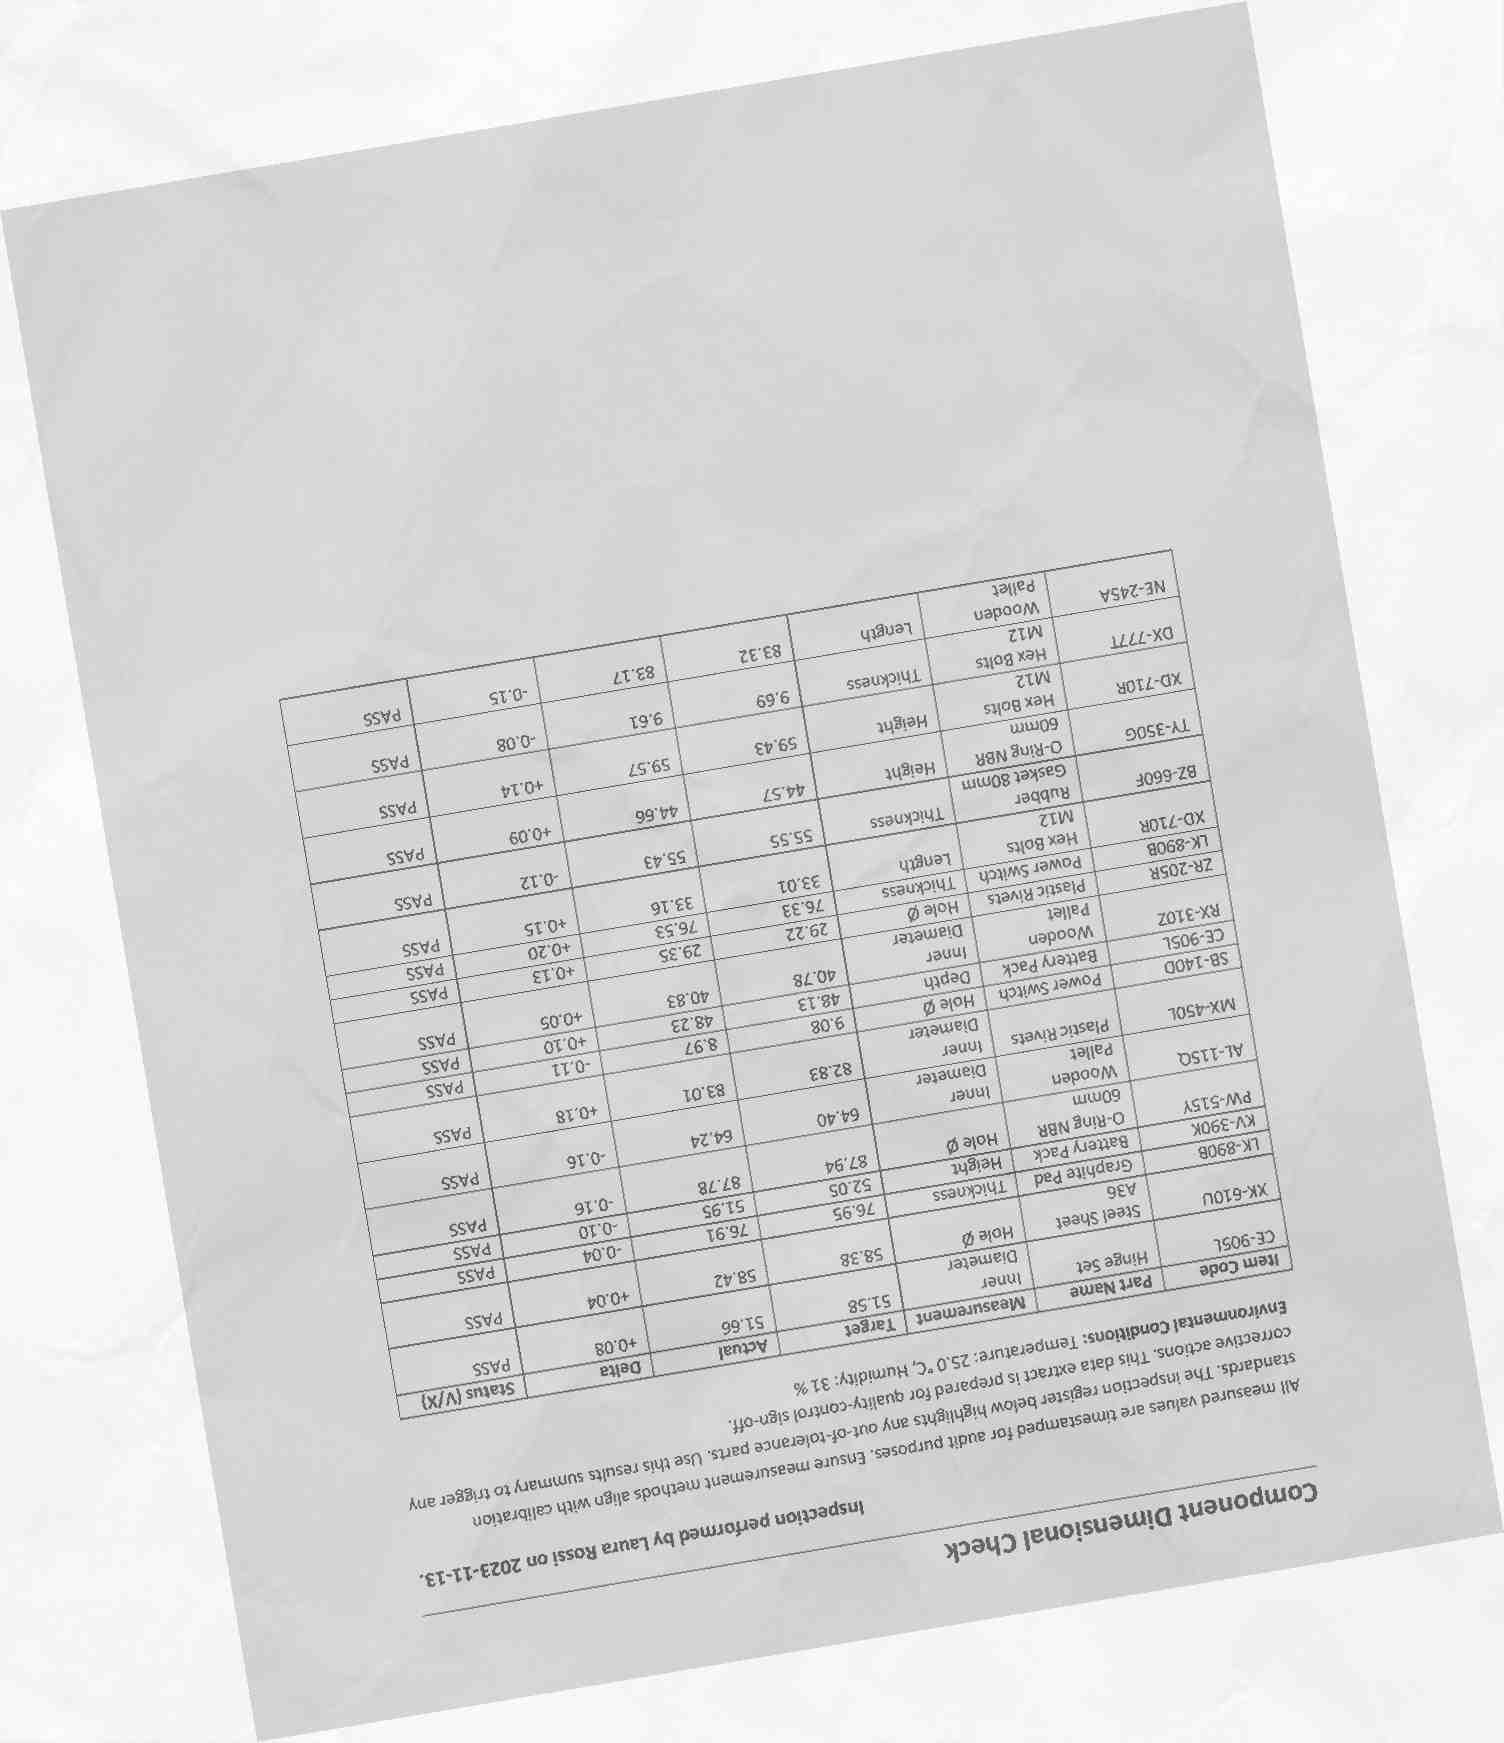 Component Dimensional Check
Inspection performed by Laura Rossi on 2023-11-13.
All measured values are timestamped for audit purposes. Ensure measurement methods align with calibration
standards. The inspection register below highlights any out-of-tolerance parts. Use this results summary to trigger any
corrective actions. This data extract is prepared for quality-control sign-off.
Environmental Conditions: Temperature: 25.0 °C, Humidity: 31 %
Item Code Part Name Measurement Target Actual Delta Status (V/X)
CE-905L Hinge Set Inner Diameter 51.58 51.66 +0.08 PASS
XK-610U Steel Sheet A36 Hole Ø 58.38 58.42 +0.04 PASS
LK-890B Graphite Pad Thickness 76.95 76.91 -0.04 PASS
KV-390K Battery Pack Height 52.05 51.95 -0.10 PASS
PW-515Y O-Ring NBR 60mm Hole Ø 87.94 87.78 -0.16 PASS
AL-115Q Wooden Pallet Inner Diameter 64.40 64.24 -0.16 PASS
MX-450L Plastic Rivets Inner Diameter 82.83 83.01 +0.18 PASS
SB-140D Power Switch Hole Ø 9.08 8.97 -0.11 PASS
CE-905L Battery Pack Depth 48.13 48.23 +0.10 PASS
RX-310Z Wooden Pallet Inner Diameter 40.78 40.83 +0.05 PASS
ZR-205R Plastic Rivets Hole Ø 29.22 29.35 +0.13 PASS
LK-890B Power Switch Thickness 76.33 76.53 +0.20 PASS
XD-710R Hex Bolts M12 Length 33.01 33.16 +0.15 PASS
BZ-660F Rubber Gasket 80mm Thickness 55.55 55.43 -0.12 PASS
TY-350G O-Ring NBR 60mm Height 44.57 44.66 +0.09 PASS
XD-710R Hex Bolts M12 Height 59.43 59.57 +0.14 PASS
DX-777T Hex Bolts M12 Thickness 9.69 9.61 -0.08 PASS
NE-245A Wooden Pallet Length 83.32 83.17 -0.15 PASS